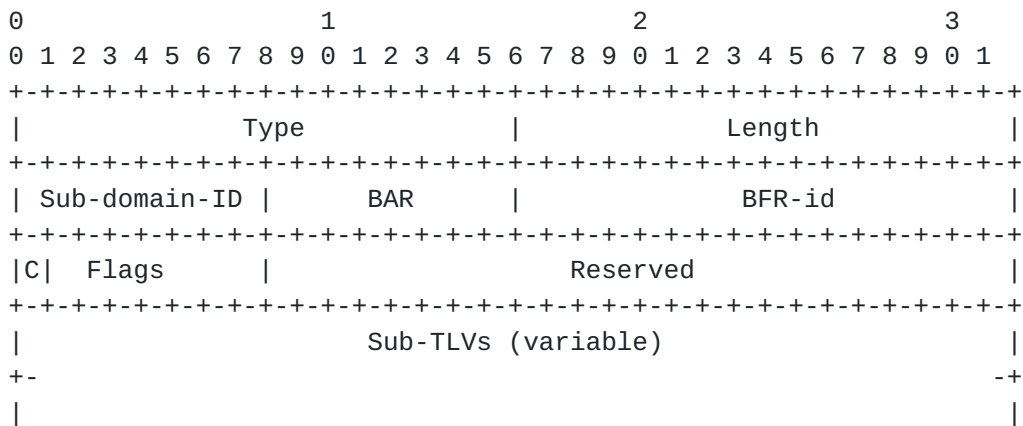 0                   1                   2                   3
0 1 2 3 4 5 6 7 8 9 0 1 2 3 4 5 6 7 8 9 0 1 2 3 4 5 6 7 8 9 0 1
+-+-+-+-+-+-+-+-+-+-+-+-+-+-+-+-+-+-+-+-+-+-+-+-+-+-+-+-+-+-+-+-+
|              Type             |             Length            |
+-+-+-+-+-+-+-+-+-+-+-+-+-+-+-+-+-+-+-+-+-+-+-+-+-+-+-+-+-+-+-+-+
| Sub-domain-ID |      BAR      |              BFR-id           |
+-+-+-+-+-+-+-+-+-+-+-+-+-+-+-+-+-+-+-+-+-+-+-+-+-+-+-+-+-+-+-+-+
|C|  Flags      |                   Reserved                    |
+-+-+-+-+-+-+-+-+-+-+-+-+-+-+-+-+-+-+-+-+-+-+-+-+-+-+-+-+-+-+-+-+
|                      Sub-TLVs (variable)                      |
+-                                                             -+
|                                                               |